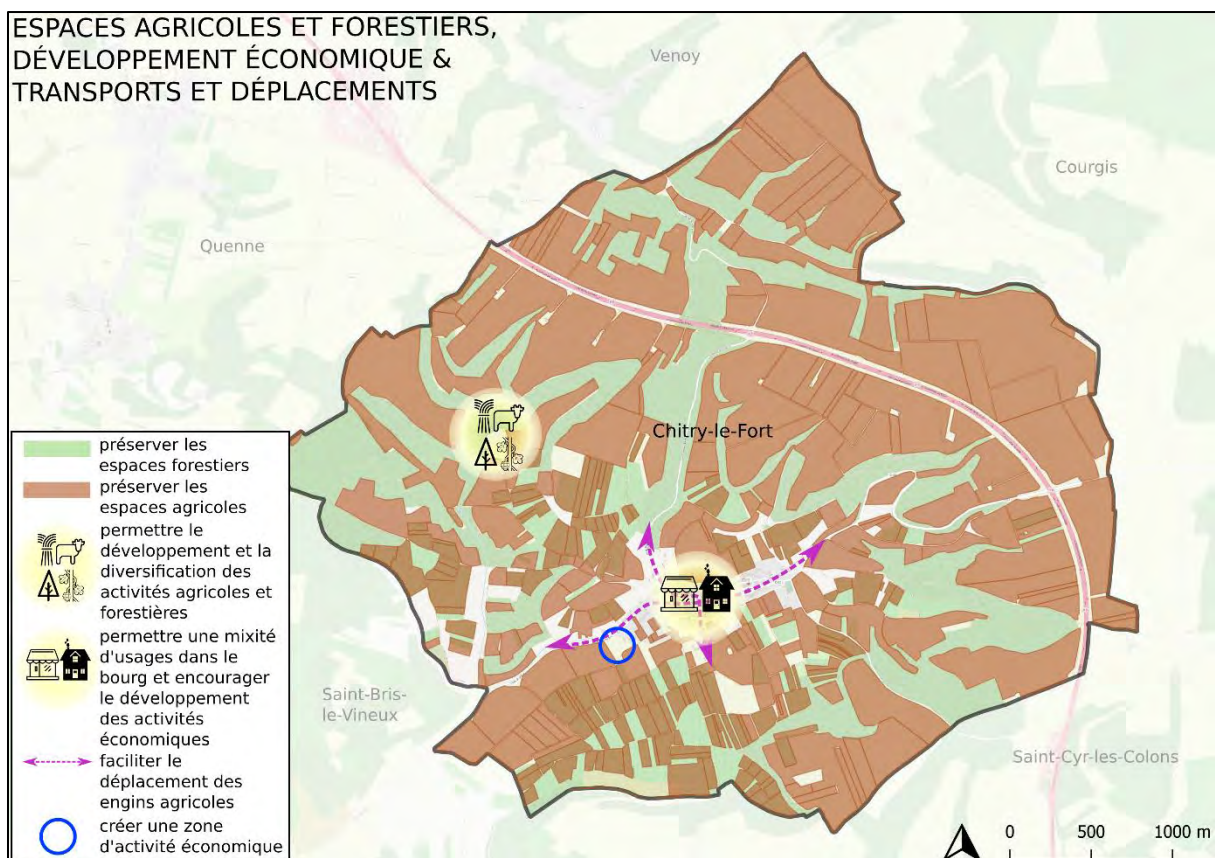 ESPACES AGRICOLES ET FORESTIERS,
DÉVELOPPEMENT ÉCONOMIQUE &
TRANSPORTS ET DÉPLACEMENTS
Venoy
Courgis
Quenne
Chitry-le-Fort
Saint-Bris-
le-Vineux
Saint-Cyr-les-Colons
préserver les
espaces forestiers
préserver les
espaces agricoles
permettre le
développement et la
diversification des
activités agricoles et
forestières
permettre une mixité
d'usages dans le
bourg et encourager
le développement
des activités
économiques
faciliter le
déplacement des
engins agricoles
créer une zone
d'activité économique
0 500 1000 m